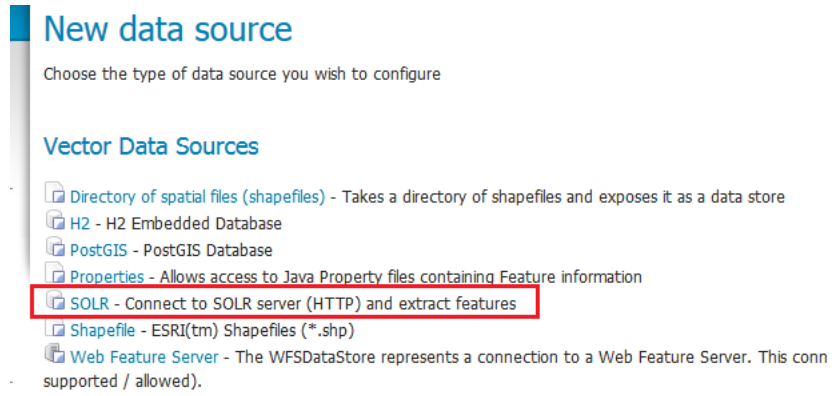 New data source
Choose the type of data source you wish to configure
Vector Data Sources
Directory of spatial files (shapefiles) - Takes a directory of shapefiles and exposes it as a data store
H2 - H2 Embedded Database
PostGIS - PostGIS Database
Properties - Allows access to Java Property files containing Feature information
SOLR - Connect to SOLR server (HTTP) and extract features
Shapefile - ESRI(tm) Shapefiles (*.shp)
Web Feature Server - The WFSDataStore represents a connection to a Web Feature Server. This conn
supported / allowed).